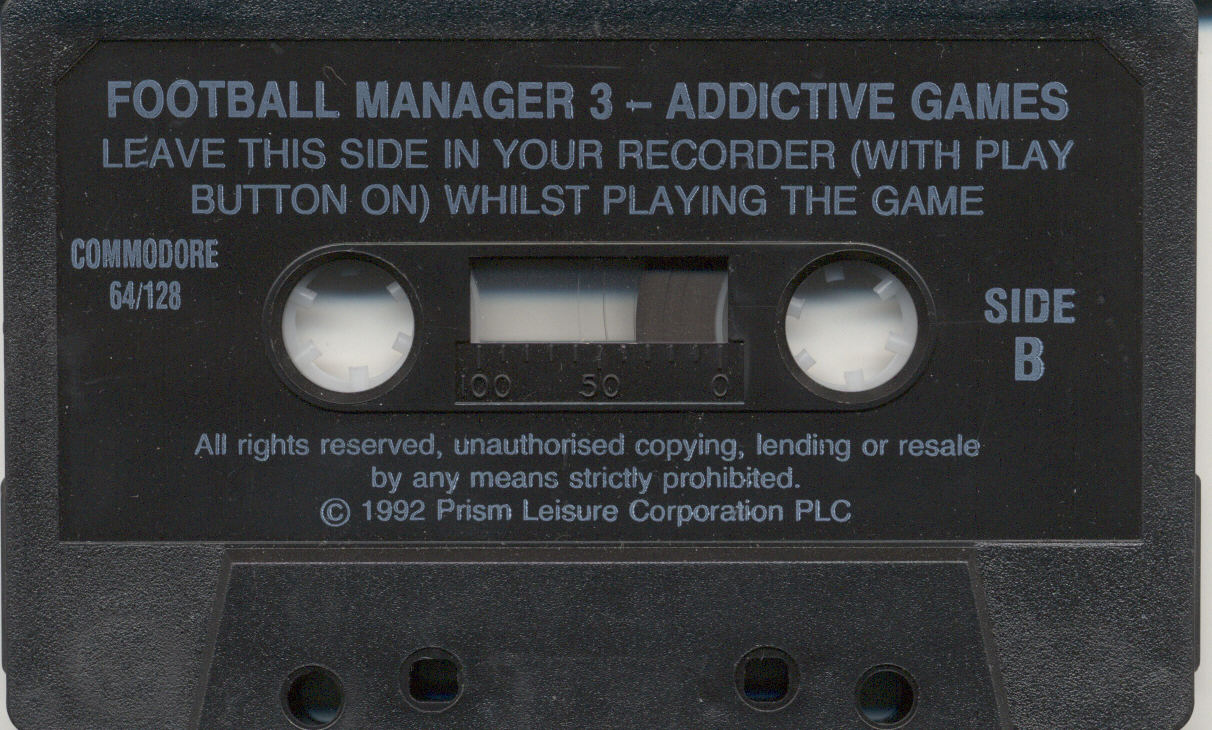 FOOTBALL MANAGER 3 – ADDICTIVE GAMES
LEAVE THIS SIDE IN YOUR RECORDER (WITH PLAY
BUTTON ON) WHILST PLAYING THE GAME
COMMODORE
64/128
SIDE
B
100 50 0
All rights reserved, unauthorised copying, lending or resale
by any means strictly prohibited.
© 1992 Prism Leisure Corporation PLC